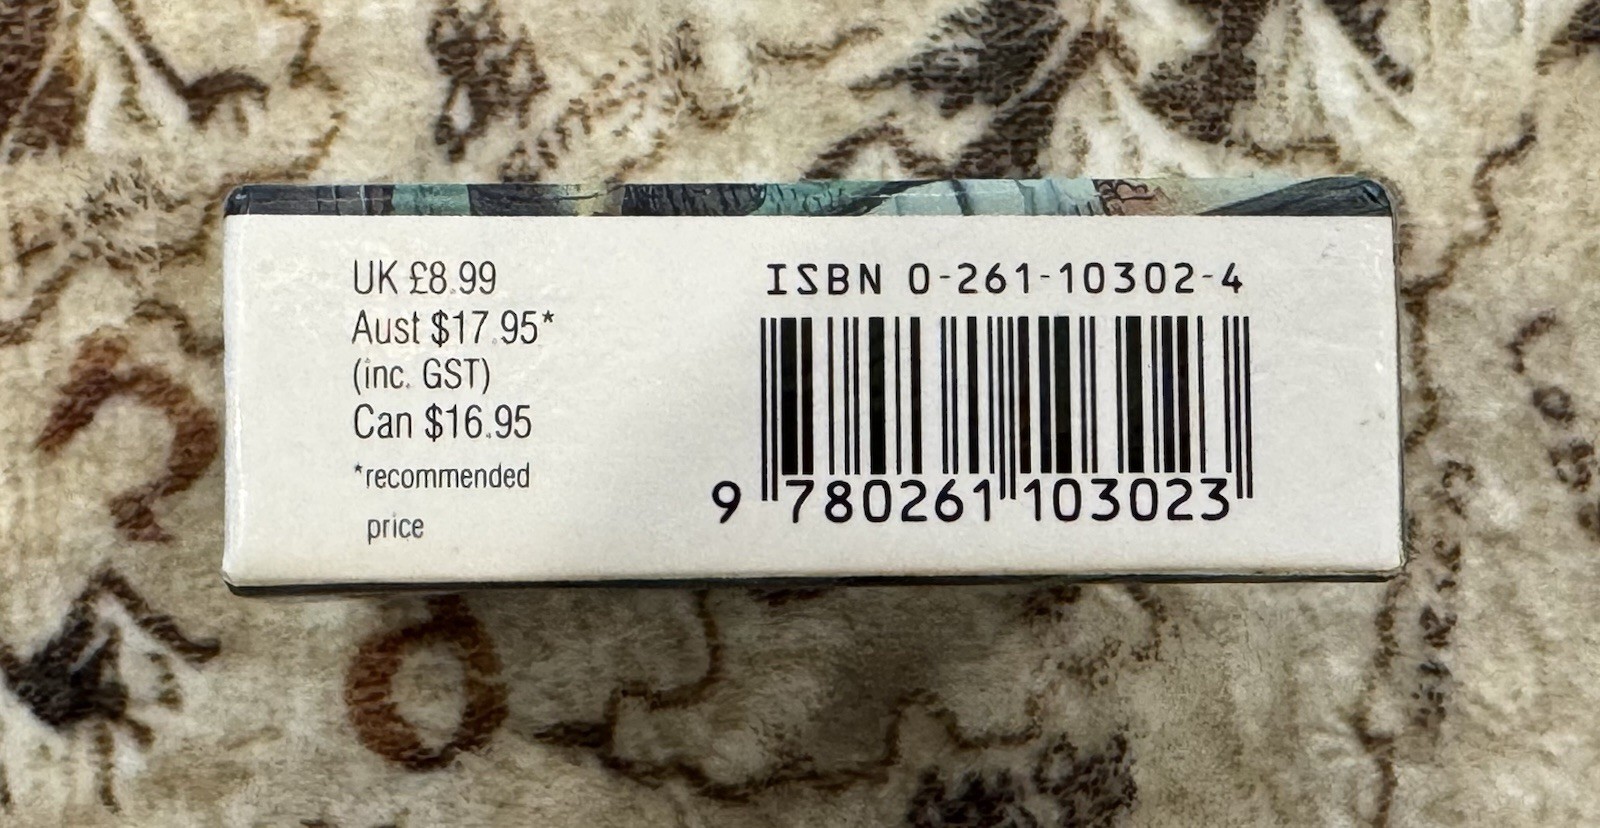 UK £8.99
Aust $17.95*
(inc. GST)
Can $16.95
*recommended
price
ISBN 0-261-10302-4
9 780261 103023